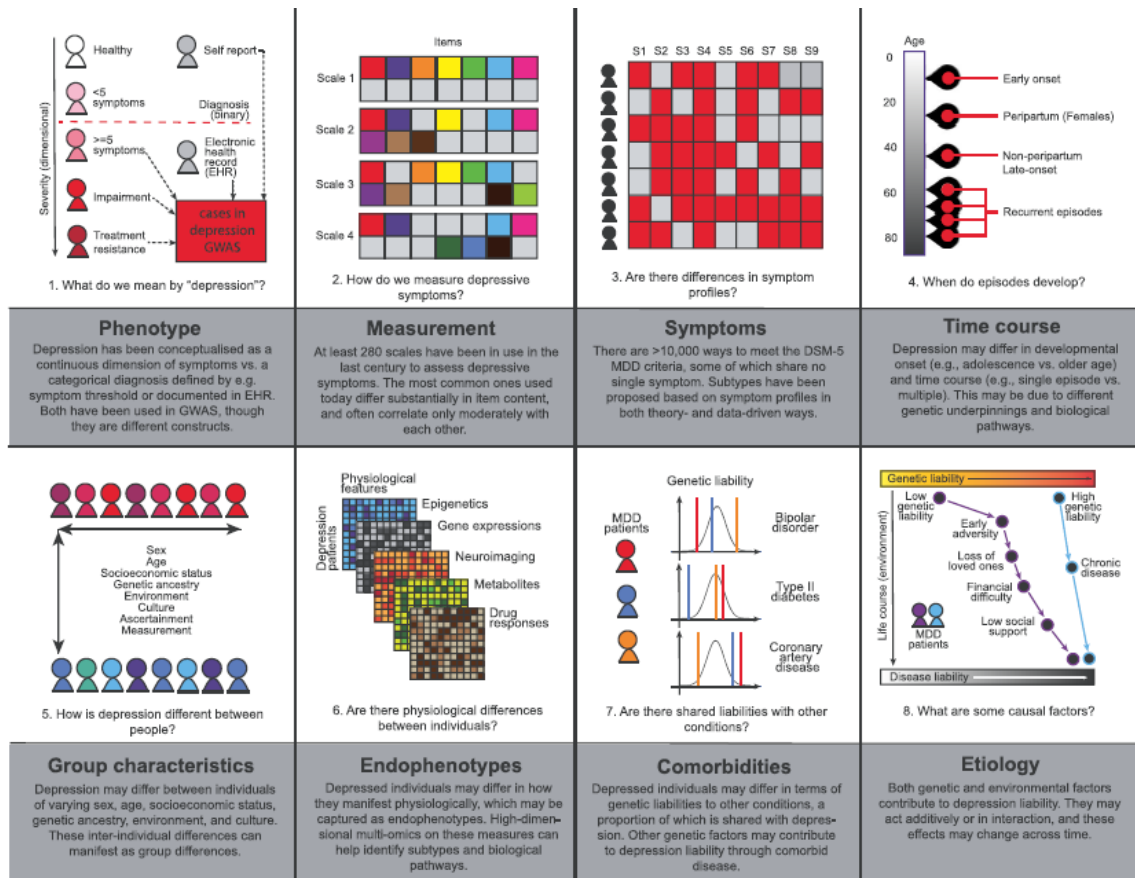 Healthy
Self report
<5
symptoms
Diagnosis
(binary)
>=5
symptoms
Electronic
health
record
(EHR)
Impairment
Treatment
resistance
cases in
depression
GWAS
Severity (dimensional)
1. What do we mean by “depression”?
Items
Scale 1
Scale 2
Scale 3
Scale 4
2. How do we measure depressive
symptoms?
S1 S2 S3 S4 S5 S6 S7 S8 S9
3. Are there differences in symptom
profiles?
Age
0
20
40
60
80
Early onset
Peripartum (Females)
Non-peripartum
Late-onset
Recurrent episodes
4. When do episodes develop?
Phenotype
Depression has been conceptualised as a
continuous dimension of symptoms vs. a
categorical diagnosis defined by e.g.
symptom threshold or documented in EHR.
Both have been used in GWAS, though
they are different constructs.
Measurement
At least 280 scales have been in use in the
last century to assess depressive
symptoms. The most common ones used
today differ substantially in item content,
and often correlate only moderately with
each other.
Symptoms
There are >10,000 ways to meet the DSM-5
MDD criteria, some of which share no
single symptom. Subtypes have been
proposed based on symptom profiles in
both theory- and data-driven ways.
Time course
Depression may differ in developmental
onset (e.g., adolescence vs. older age)
and time course (e.g., single episode vs.
multiple). This may be due to different
genetic underpinnings and biological
pathways.
Sex
Age
Socioeconomic status
Genetic ancestry
Environment
Culture
Ascertainment
Measurement
5. How is depression different between
people?
Physiological
features
Depression
patients
Epigenetics
Gene expressions
Neuroimaging
Metabolites
Drug
responses
6. Are there physiological differences
between individuals?
Genetic liability
MDD
patients
Bipolar
disorder
Type II
diabetes
Coronary
artery
disease
7. Are there shared liabilities with other
conditions?
Genetic liability
Low
genetic
liability
High
genetic
liability
Early
adversity
Loss of
loved ones
Chronic
disease
Financial
difficulty
Low social
support
MDD
patients
Life course (environment)
Disease liability
8. What are some causal factors?
Group characteristics
Depression may differ between individuals
of varying sex, age, socioeconomic status,
genetic ancestry, environment, and culture.
These inter-individual differences can
manifest as group differences.
Endophenotypes
Depressed individuals may differ in how
they manifest physiologically, which may be
captured as endophenotypes. High-dimen-
sional multi-omics on these measures can
help identify subtypes and biological
pathways.
Comorbidities
Depressed individuals may differ in terms of
genetic liabilities to other conditions, a
proportion of which is shared with depres-
sion. Other genetic factors may contribute
to depression liability through comorbid
disease.
Etiology
Both genetic and environmental factors
contribute to depression liability. They may
act additively or in interaction, and these
effects may change across time.